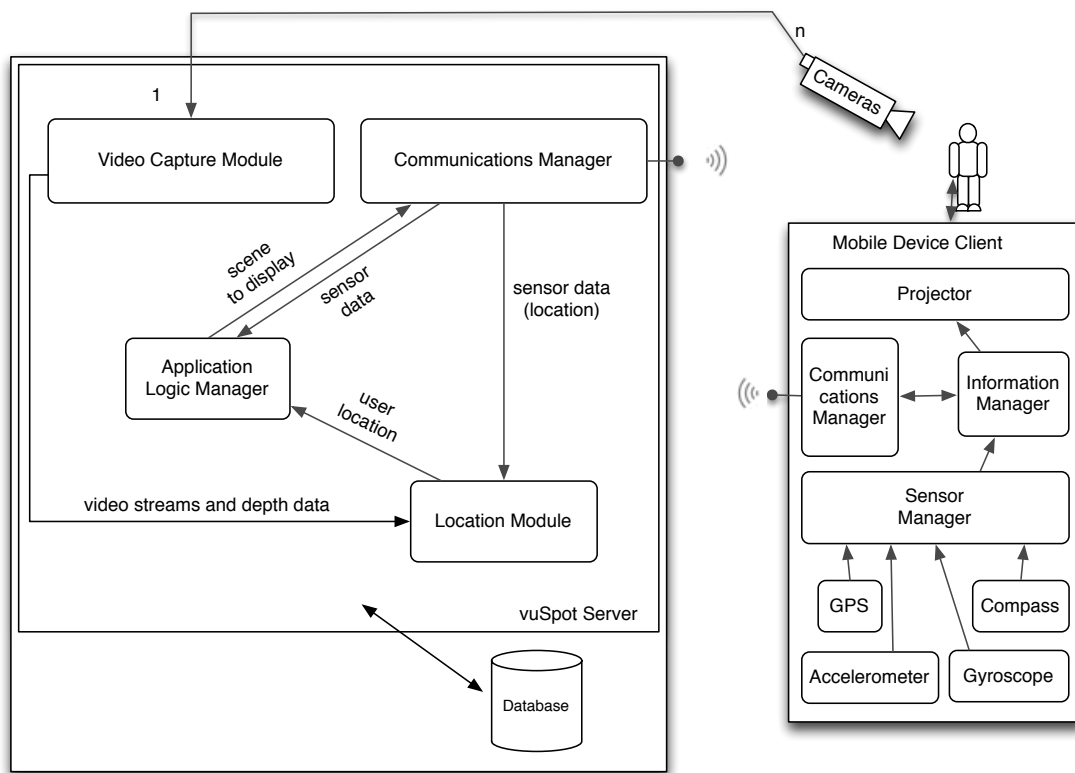 n
1
Cameras
Video Capture Module
Communications Manager
scene
to display
sensor
data
sensor data
(location)
Application
Logic Manager
user
location
video streams and depth data
Location Module
vuSpot Server
Database
Mobile Device Client
Projector
Communi
cations
Manager
Information
Manager
Sensor
Manager
GPS
Compass
Accelerometer
Gyroscope